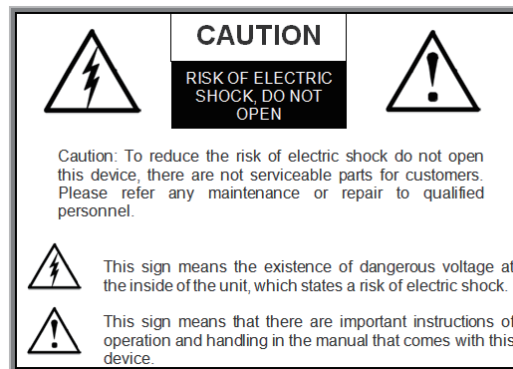 CAUTION
RISK OF ELECTRIC
SHOCK, DO NOT
OPEN
Caution: To reduce the risk of electric shock do not open
this device, there are not serviceable parts for customers.
Please refer any maintenance or repair to qualified
personnel.
This sign means the existence of dangerous voltage at
the inside of the unit, which states a risk of electric shock.
This sign means that there are important instructions of
operation and handling in the manual that comes with this
device.